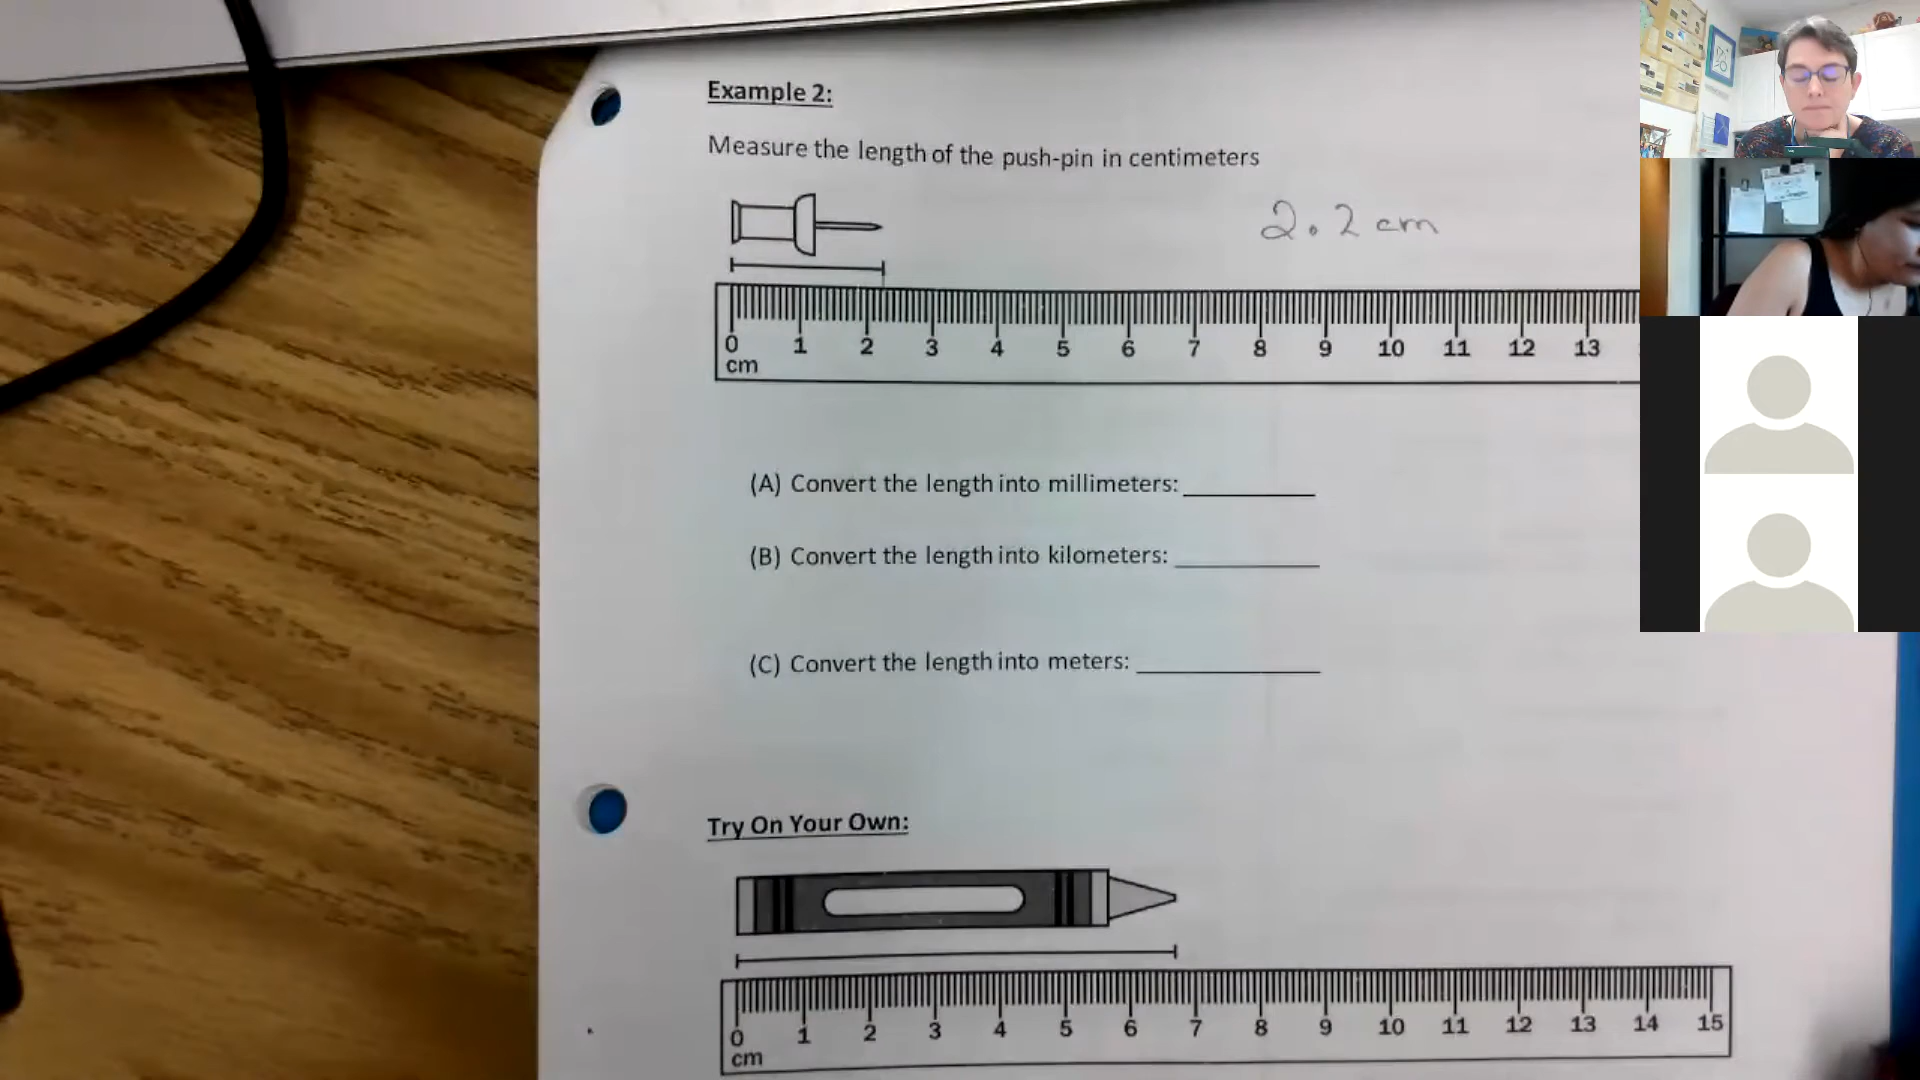 Example 2:
Measure the length of the push-pin in centimeters
2.2 cm
0 1 2 3 4 5 6 7 8 9 10 11 12 13
cm
(A) Convert the length into millimeters: __________
(B) Convert the length into kilometers: ___________
(C) Convert the length into meters: ______________
Try On Your Own:
0 1 2 3 4 5 6 7 8 9 10 11 12 13 14 15
cm